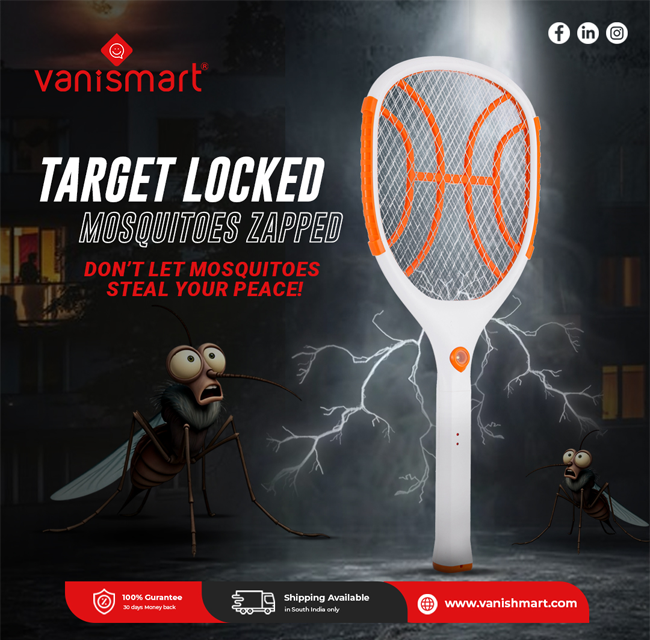 vanismart®
TARGET LOCKED
MOSQUITOES ZAPPED
DON'T LET MOSQUITOES
STEAL YOUR PEACE!
100% Gurantee
30 days Money back
Shipping Available
in South India only
www.vanishmart.com